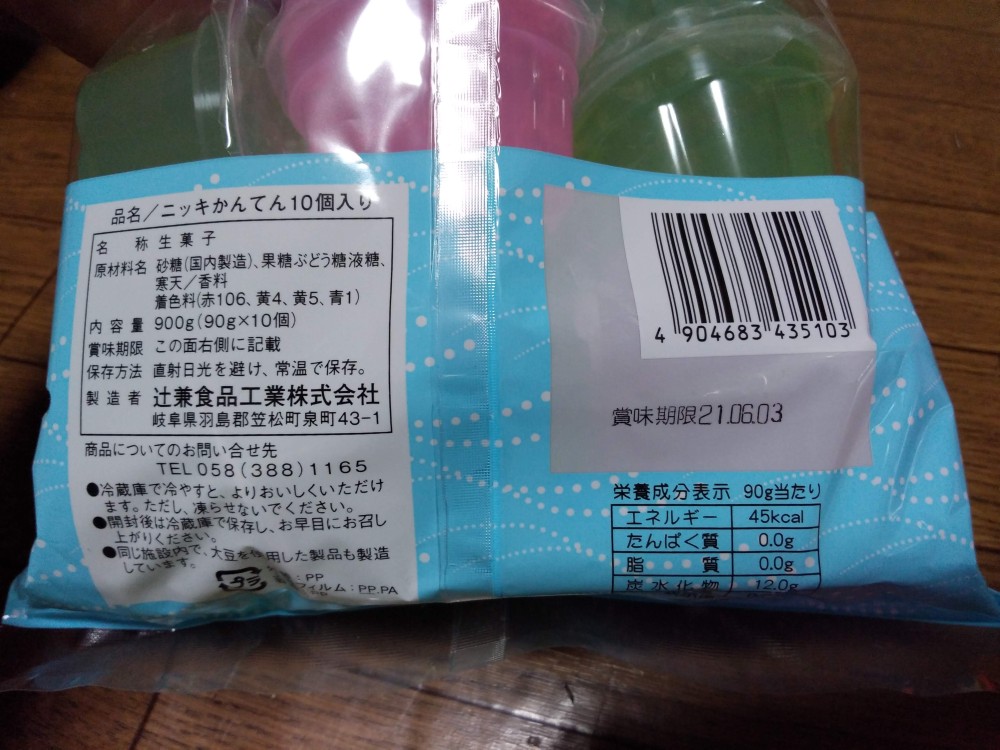 品名/ニッキかんてん10個入り
名称 生菓子
原材料名 砂糖(国内製造)、果糖ぶどう糖液糖、
寒天/香料
着色料(赤106、黄4、黄5、青1)
内容量 900g(90g×10個)
賞味期限 この面右側に記載
保存方法 直射日光を避け、常温で保存。
製造者 辻兼食品工業株式会社
岐阜県羽島郡笠松町泉町43-1
商品についてのお問い合せ先
TEL 058(388)1165
●冷蔵庫で冷やすと、よりおいしくいただけ
ます。ただし、凍らせないでください。
●開封後は冷蔵庫で保存し、お早目にお召し
上がりください。
●同じ施設内で、大豆を使用した製品も製造
しています。
プラ
: PP
フィルム : PP,PA
4 904683 435103
賞味期限21.06.03
栄養成分表示 90g当たり
エネルギー 45kcal
たんぱく質 0.0g
脂質 0.0g
炭水化物 12.0g